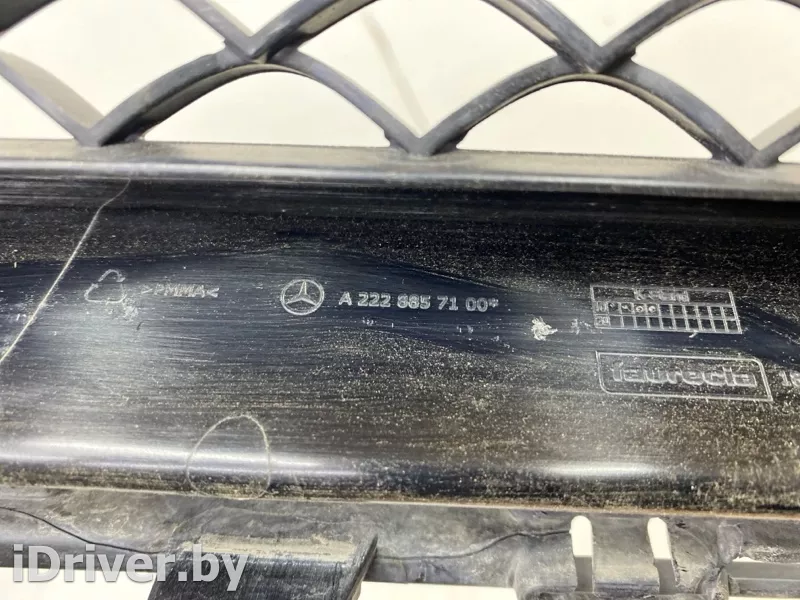 >PMMA<
A 222 885 71 00*
faurecia
iDriver.by